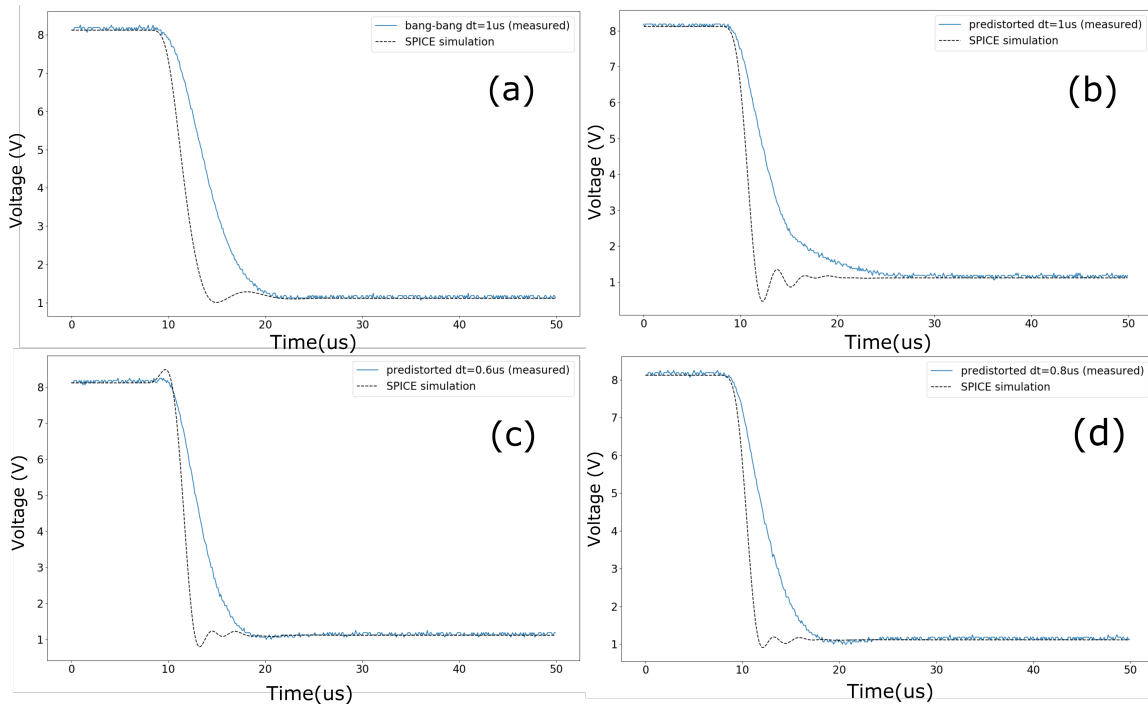 bang-bang dt=1us (measured)
SPICE simulation
(a)
Voltage (V)
8
7
6
5
4
3
2
1
0 10 20 30 40 50
Time(us)
predistorted dt=1us (measured)
SPICE simulation
(b)
Voltage (V)
8
7
6
5
4
3
2
1
0 10 20 30 40 50
Time(us)
predistorted dt=0.6us (measured)
SPICE simulation
(c)
Voltage (V)
8
7
6
5
4
3
2
1
0 10 20 30 40 50
Time(us)
predistorted dt=0.8us (measured)
SPICE simulation
(d)
Voltage (V)
8
7
6
5
4
3
2
1
0 10 20 30 40 50
Time(us)